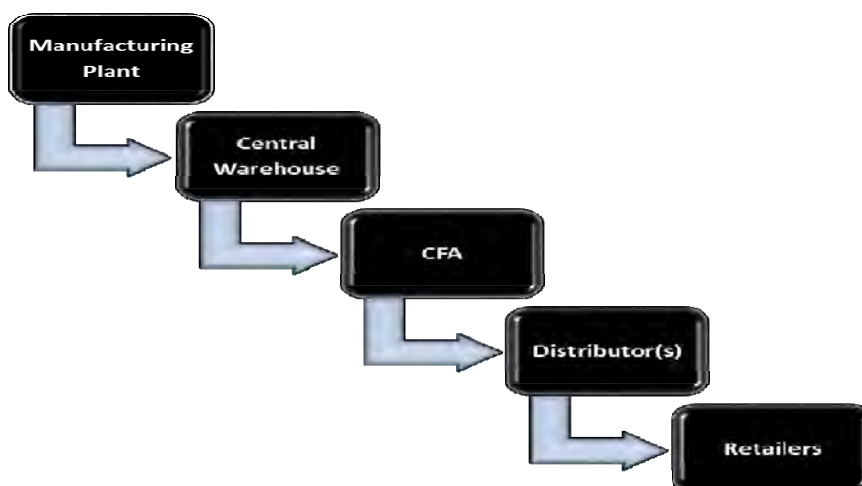 Manufacturing
Plant
Central
Warehouse
CFA
Distributor(s)
Retailers